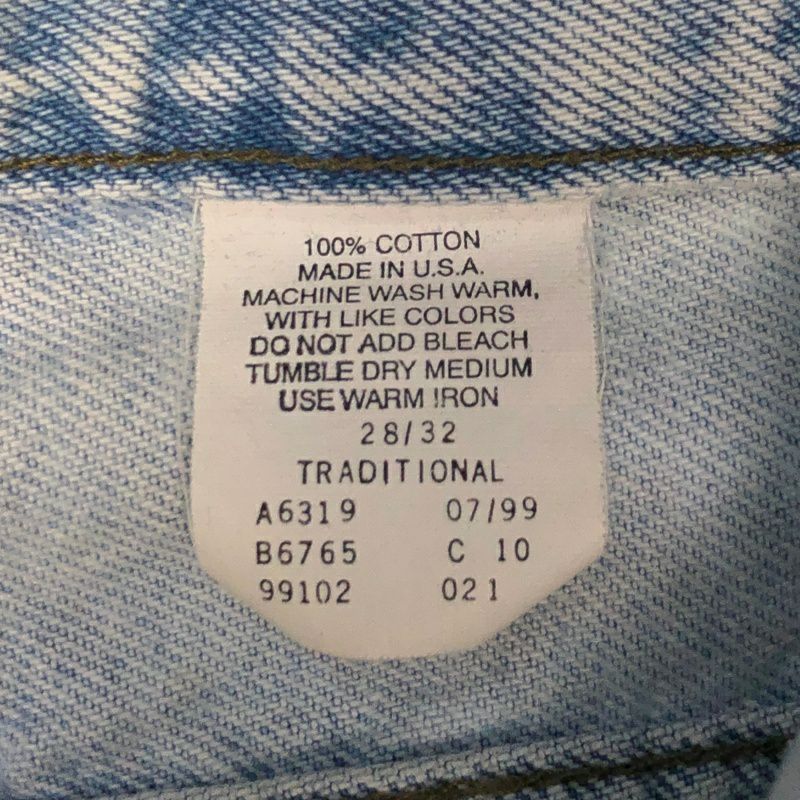 100% COTTON
MADE IN U.S.A.
MACHINE WASH WARM,
WITH LIKE COLORS
DO NOT ADD BLEACH
TUMBLE DRY MEDIUM
USE WARM IRON
28/32
TRADITIONAL
A6319 07/99
B6765 C 10
99102 021